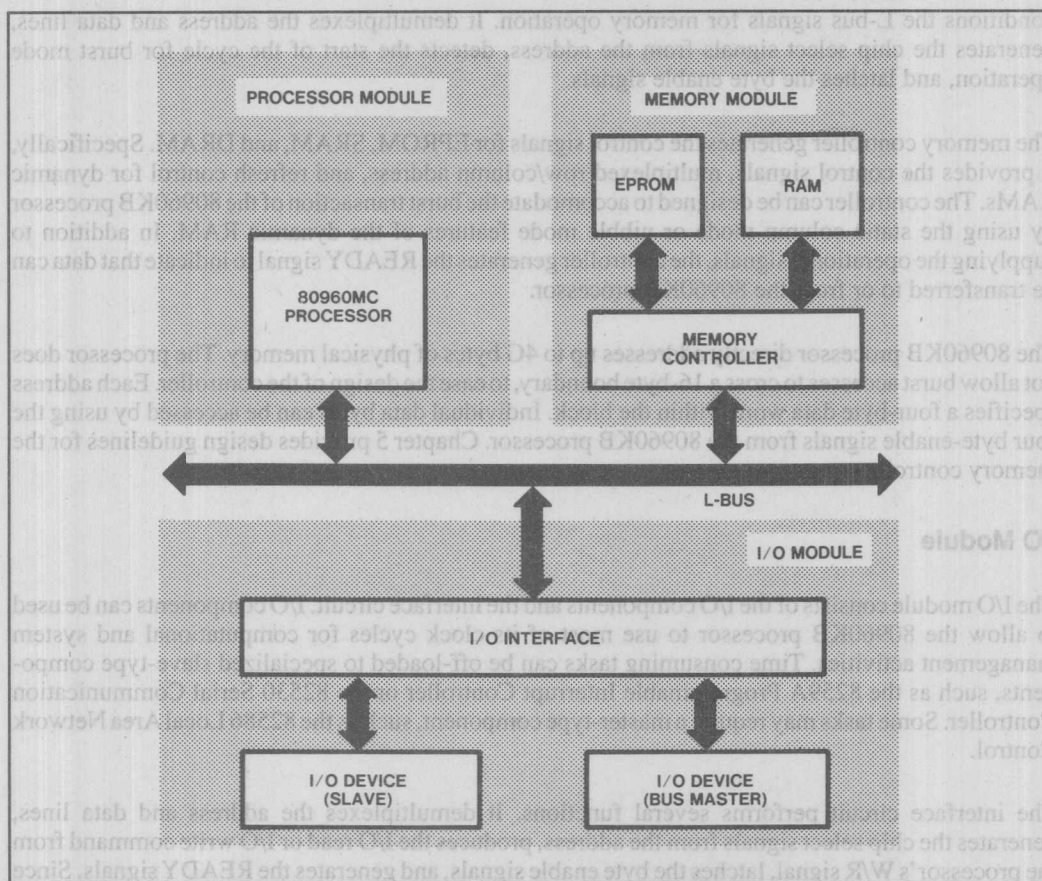 conditions the L-bus signals for memory operation. It demultiplexes the address and data lines,
generates the chip select signals from the address, detects the start of the cycle for burst mode
operation, and latches the byte enable signals.
PROCESSOR MODULE
MEMORY MODULE
The memory controller generates the control signals for EPROM, SRAM, and DRAM. Specifically,
provides the control signals, multiplexed row/column address, and refresh control for dynamic
RAMs. The controller can be designed to accomodate the burst transaction of the 80960KB processor
by using the static column mode or nibble mode features of the dynamic RAM. In addition to
supplying the operation signals, the controller generates the READY signal to indicate that data can
be transferred to or from the 80960KB processor.
EPROM
RAM
80960MC
PROCESSOR
MEMORY
CONTROLLER
The 80960KB processor directly addresses up to 4G bytes of physical memory. The processor does
not allow burst accesses to cross a 16-byte boundary, to ease the design of the controller. Each address
specifies a four-byte data word within the block. Individual data bytes can be accessed by using the
four byte-enable signals from the 80960KB processor. Chapter 5 provides design guidelines for the
memory controller.
L-BUS
I/O MODULE
I/O Module
The I/O module consists of the I/O components and the interface circuit. I/O components can be used
to allow the 80960KB processor to use most of its clock cycles for computational and system
management activities. Time consuming tasks can be off-loaded to specialized slave-type compo-
nents, such as the 8259A Programmable Interrupt Controller or the 82530 Serial Communication
Controller. Some tasks may require a master-type component, such as the 82586 Local Area Network
Control.
I/O INTERFACE
I/O DEVICE
(SLAVE)
I/O DEVICE
(BUS MASTER)
The interface circuit performs several functions. It demultiplexes the address and data lines,
generates the chip select signals from the address, produces the I/O read or I/O write command from
the processor's W/R signal, latches the byte enable signals, and generates the READY signals. Since